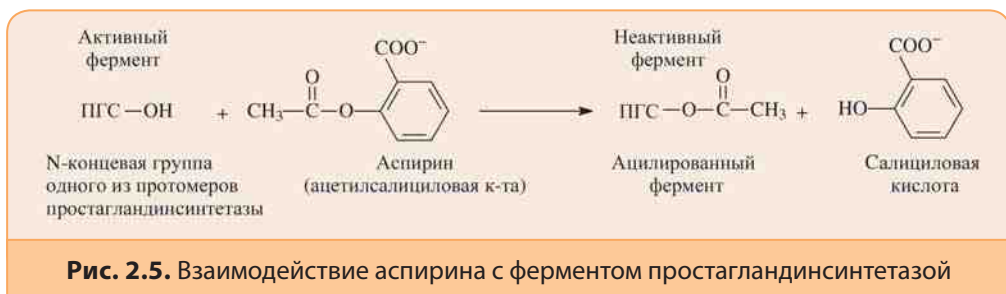 Активный
фермент
ПГС—OH + CH₃—C—O— COO⁻
O
N-концевая группа
одного из протомеров
простагландинсинтетазы
Аспирин
(ацетилсалициловая к-та)
Неактивный
фермент
O
ПГС—O—C—CH₃ + HO— COO⁻
Ацилированный
фермент
Салициловая
кислота
Рис. 2.5. Взаимодействие аспирина с ферментом простагландинсинтетазой